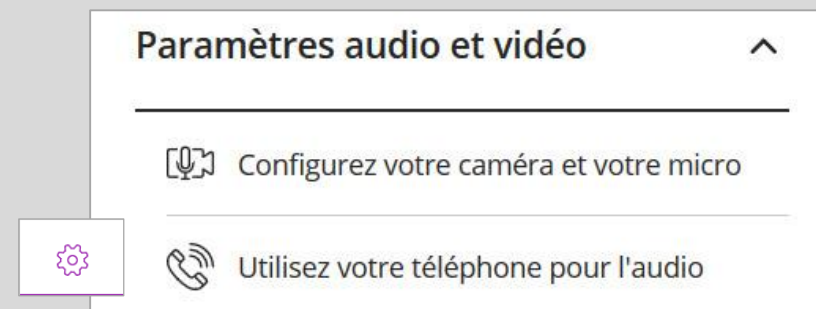 Paramètres audio et vidéo
Configurez votre caméra et votre micro
Utilisez votre téléphone pour l'audio